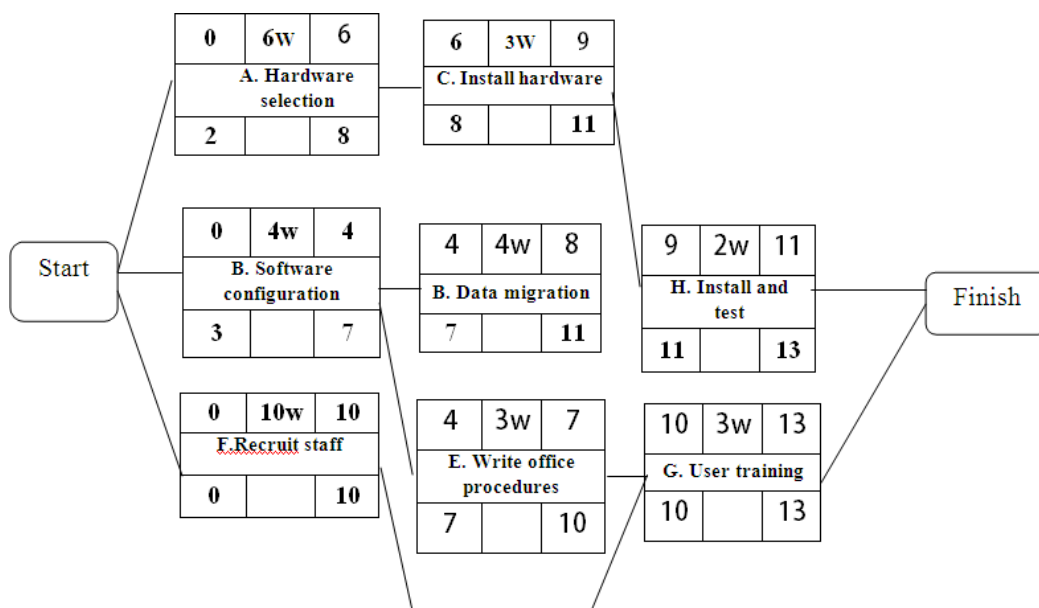 0 6W 6
A. Hardware
selection
2 8
6 3W 9
C. Install hardware
8 11
Start
0 4w 4
B. Software
configuration
3 7
4 4w 8
B. Data migration
7 11
9 2w 11
H. Install and
test
11 13
Finish
0 10w 10
F.Recruit staff
0 10
4 3w 7
E. Write office
procedures
7 10
10 3w 13
G. User training
10 13